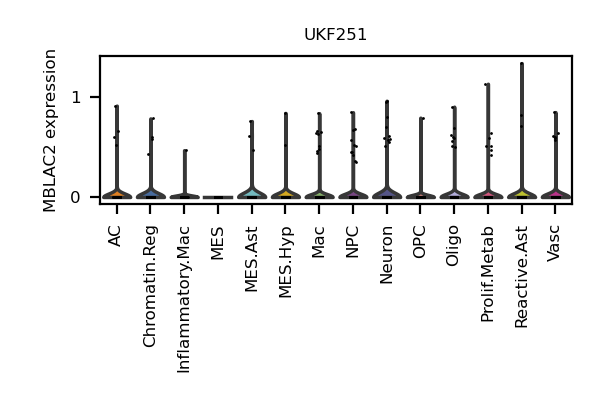 UKF251
MBLAC2 expression
1
0
AC
Chromatin.Reg
Inflammatory.Mac
MES
MES.Ast
MES.Hyp
Mac
NPC
Neuron
OPC
Oligo
Prolif.Metab
Reactive.Ast
Vasc